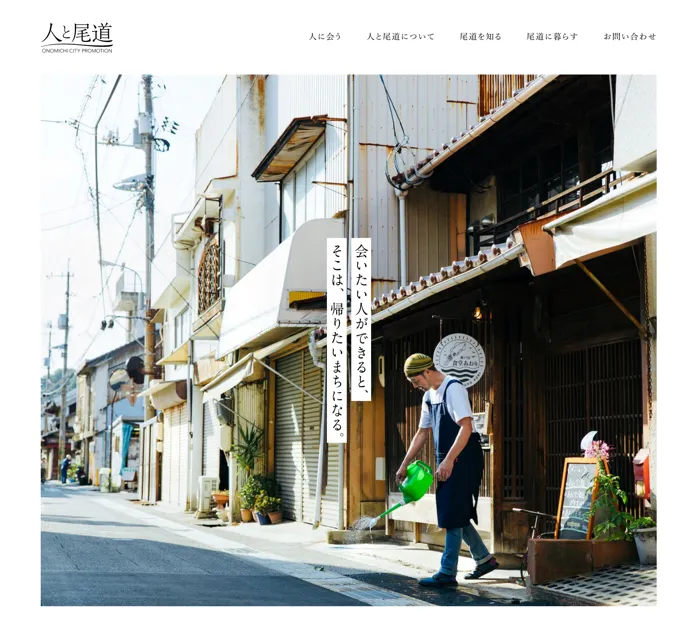 人と尾道
ONOMICHI CITY PROMOTION
人に会う
人と尾道について
尾道を知る
尾道に暮らす
お問い合わせ
会いたい人ができると、
そこは、帰りたいまちになる。